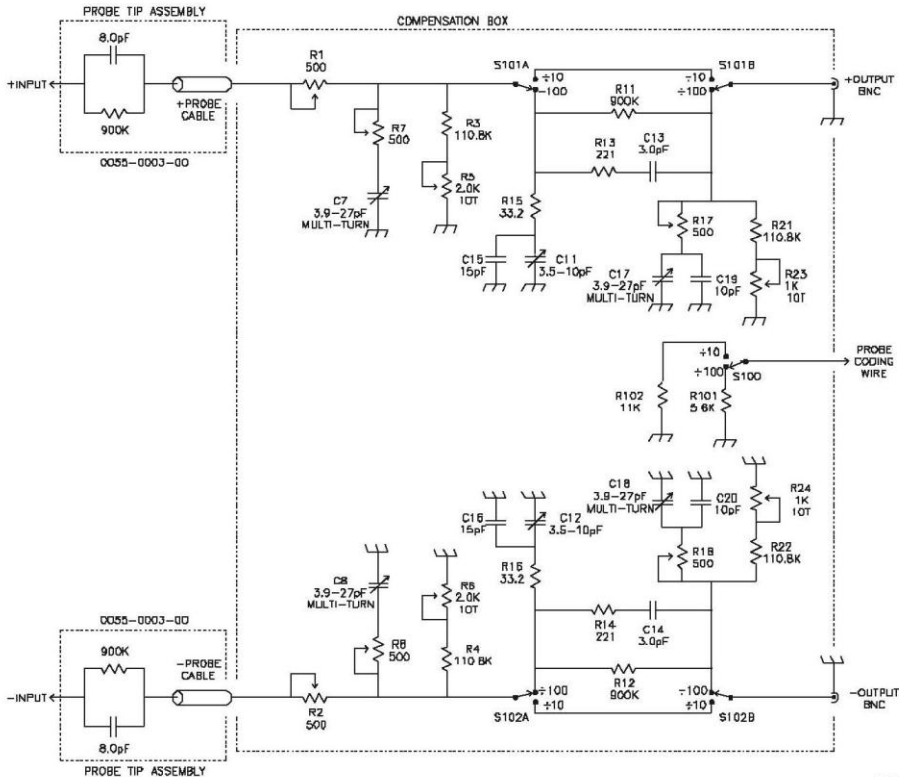 PROBE TIP ASSEMBLY
8.0pF
+INPUT
900K
0055-0003-00
+PROBE
CABLE
COMPENSATION BOX
R1
500
R7
500
C7
3.9-27pF
MULTI-TURN
R3
110.8K
R5
2.0K
10T
S101A
÷10
÷100
S101B
÷10
÷100
R11
900K
R13
221
C13
3.0pF
R15
33.2
C15
15pF
C11
3.5-10pF
R17
500
C17
3.9-27pF
MULTI-TURN
C19
10pF
R21
110.8K
R23
1K
10T
+OUTPUT
BNC
÷10
÷100
S100
PROBE
CODING
WIRE
R102
11K
R101
5.6K
C18
3.9-27pF
MULTI-TURN
C20
10pF
R24
1K
10T
C16
15pF
C12
3.5-10pF
R16
33.2
R18
500
R22
110.8K
C8
3.9-27pF
MULTI-TURN
R6
2.0K
10T
R8
500
R4
110.8K
R14
221
C14
3.0pF
R12
900K
0055-0003-00
900K
-INPUT
8.0pF
PROBE TIP ASSEMBLY
-PROBE
CABLE
R2
500
÷100
÷10
S102A
÷100
÷10
S102B
-OUTPUT
BNC